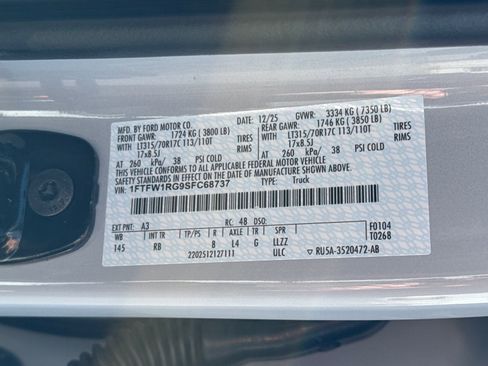 MFD. BY FORD MOTOR CO.
12/25 GVWR: 3334 KG ( 7350 LB)
FRONT GAWR: 1724 KG ( 3800 LB) REAR GAWR: 1746 KG ( 3850 LB)
LT315/70R17C 113/110T TIRES LT315/70R17C 113/110T TIRES
17x8.5J RIMS 17x8.5J RIMS
AT 260 kPa/ 38 PSI COLD AT 260 kPa/ 38 PSI COLD
THIS VEHICLE CONFORMS TO ALL APPLICABLE FEDERAL MOTOR VEHICLE
SAFETY STANDARDS IN EFFECT ON THE DATE OF MANUFACTURE SHOWN ABOVE.
VIN: 1FTFW1RG9SFC68737 TYPE: Truck
EXT PNT: A3 RC: 48 DSO: F0104
WB INT TR TP/PS R AXLE TR SPR T0268
145 RB 8 L4 G LLZZ
2202512127111 ULC ▽ RU5A-3520472-AB